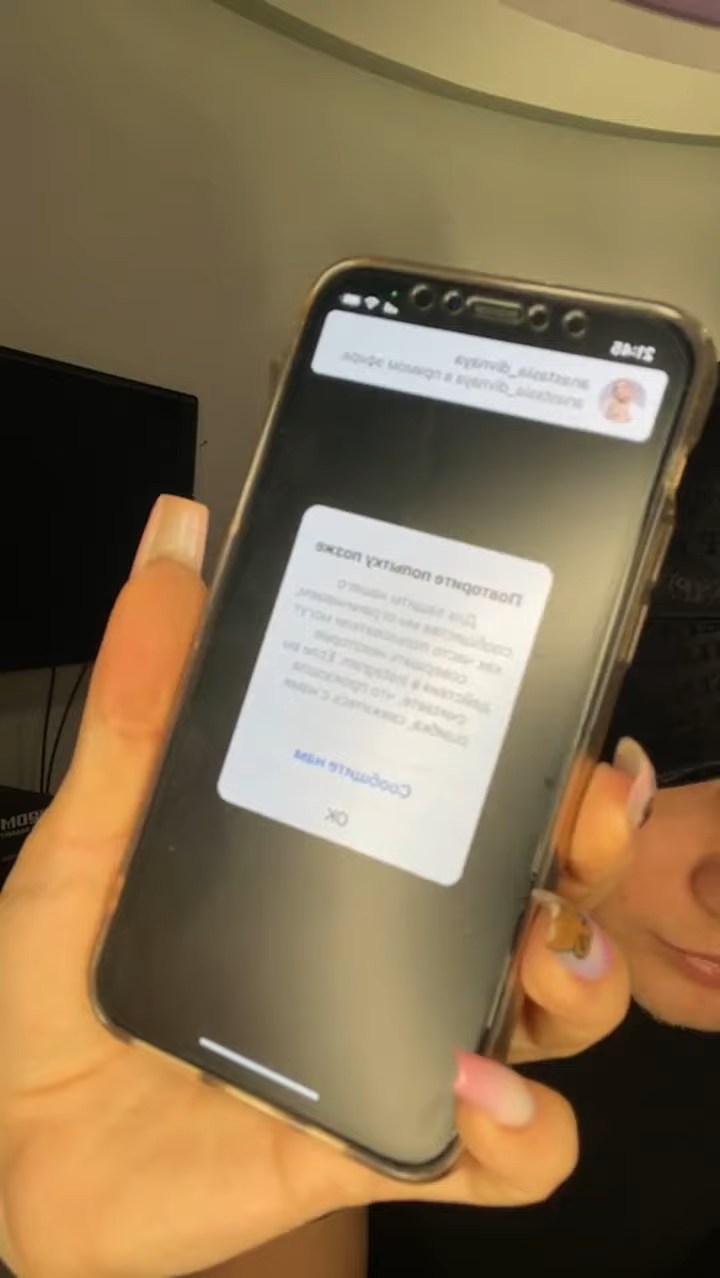 21:45
anastasia_divnaya
anastasia_divnaya в прямом эфире.
Повторите попытку позже
Для защиты нашего
сообщества мы ограничиваем,
как часто пользователи могут
совершать некоторые
действия в Instagram. Если вы
считаете, что произошла
ошибка, свяжитесь с нами
Сообщите нам
OK